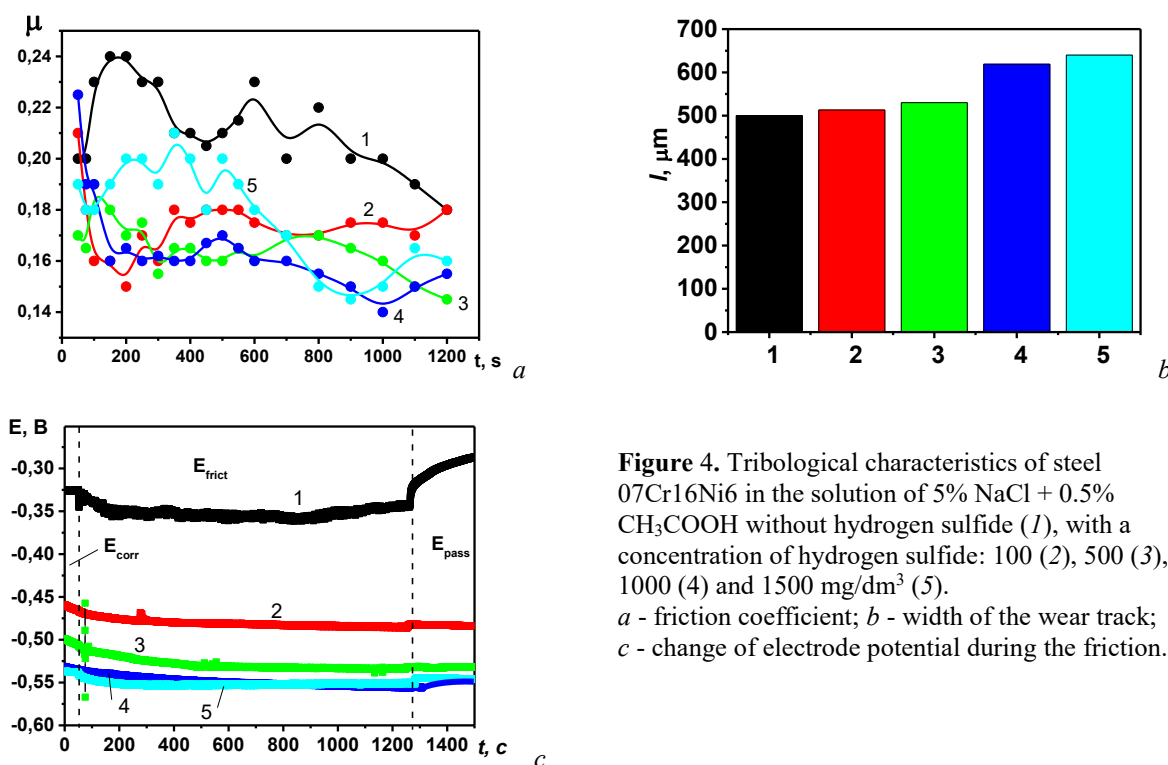 μ
0,24
0,22
0,20
0,18
0,16
0,14
0 200 400 600 800 1000 1200
t, s
1
5
2
3
4
a
I, μm
700
600
500
400
300
200
100
0
1 2 3 4 5
b
E, B
-0,30
-0,35
-0,40
-0,45
-0,50
-0,55
-0,60
E_frict
1
E_corr
E_pass
2
3
4
5
0 200 400 600 800 1000 1200 1400
t, c
c
Figure 4. Tribological characteristics of steel
07Cr16Ni6 in the solution of 5% NaCl + 0.5%
CH₃COOH without hydrogen sulfide (1), with a
concentration of hydrogen sulfide: 100 (2), 500 (3),
1000 (4) and 1500 mg/dm³ (5).
a - friction coefficient; b - width of the wear track;
c - change of electrode potential during the friction.